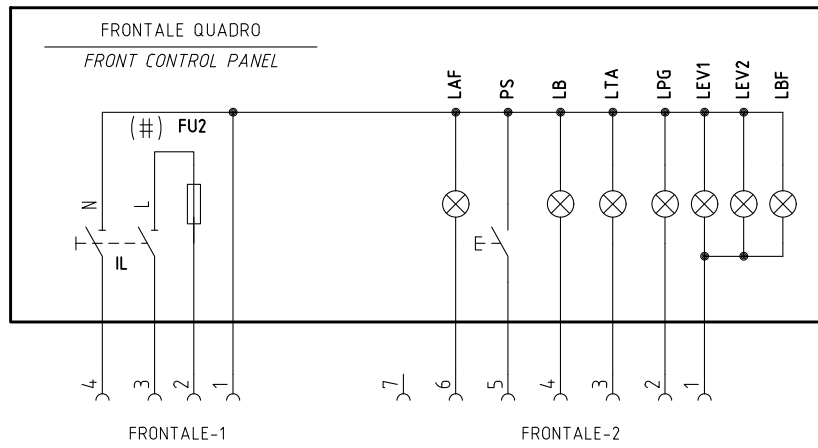 FRONTALE QUADRO
FRONT CONTROL PANEL
LAF PS LB LTA LPG LEV1 LEV2 LBF
(#) FU2
N L
IL
4 3 2 1 7 6 5 4 3 2 1
FRONTALE-1 FRONTALE-2